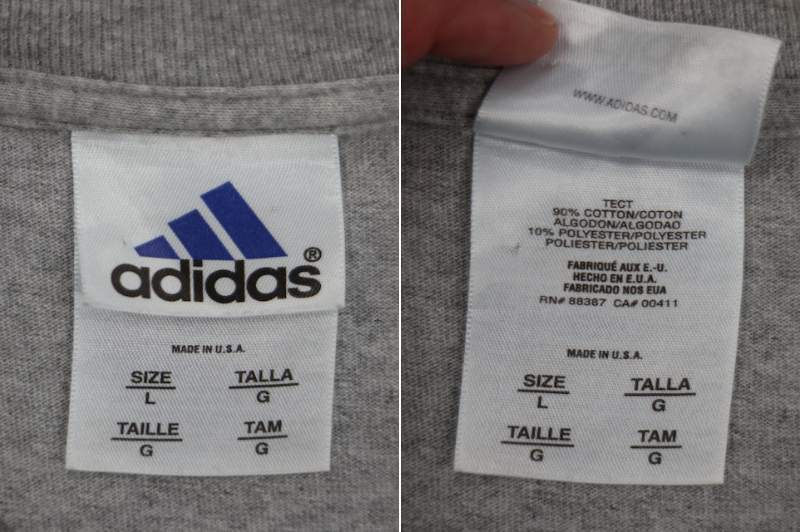 adidas®
MADE IN U.S.A.
SIZE
L
TALLA
G
TAILLE
G
TAM
G
WWW.ADIDAS.COM
TECT
90% COTTON/COTON
ALGODON/ALGODAO
10% POLYESTER/POLYESTER
POLIESTER/POLIESTER
FABRIQUÉ AUX E.-U.
HECHO EN E.U.A.
FABRICADO NOS EUA
RN# 88387 CA# 00411
MADE IN U.S.A.
SIZE
L
TALLA
G
TAILLE
G
TAM
G